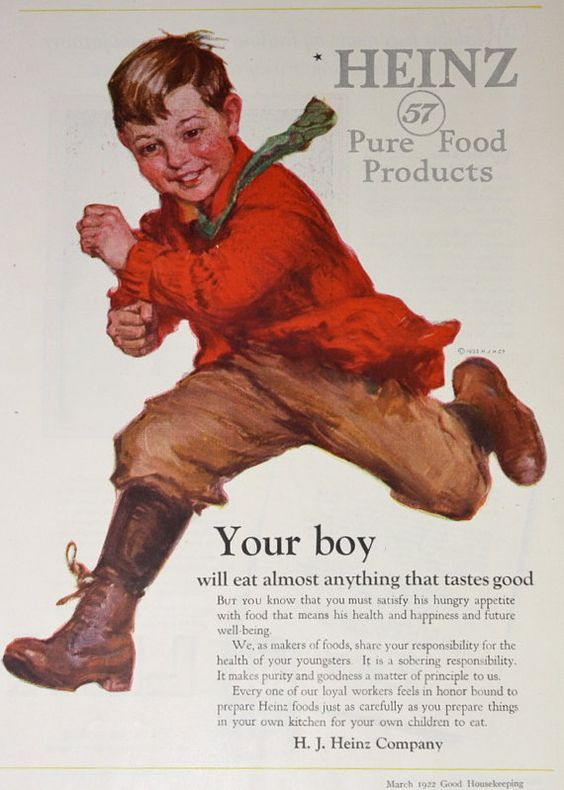 HEINZ
57
Pure Food
Products
Your boy
will eat almost anything that tastes good
BUT YOU know that you must satisfy his hungry appetite
with food that means his health and happiness and future
well-being.
We, as makers of foods, share your responsibility for the
health of your youngsters. It is a sobering responsibility.
It makes purity and goodness a matter of principle to us.
Every one of our loyal workers feels in honor bound to
prepare Heinz foods just as carefully as you prepare things
in your own kitchen for your own children to eat.
H. J. Heinz Company
March 1922 Good Housekeeping